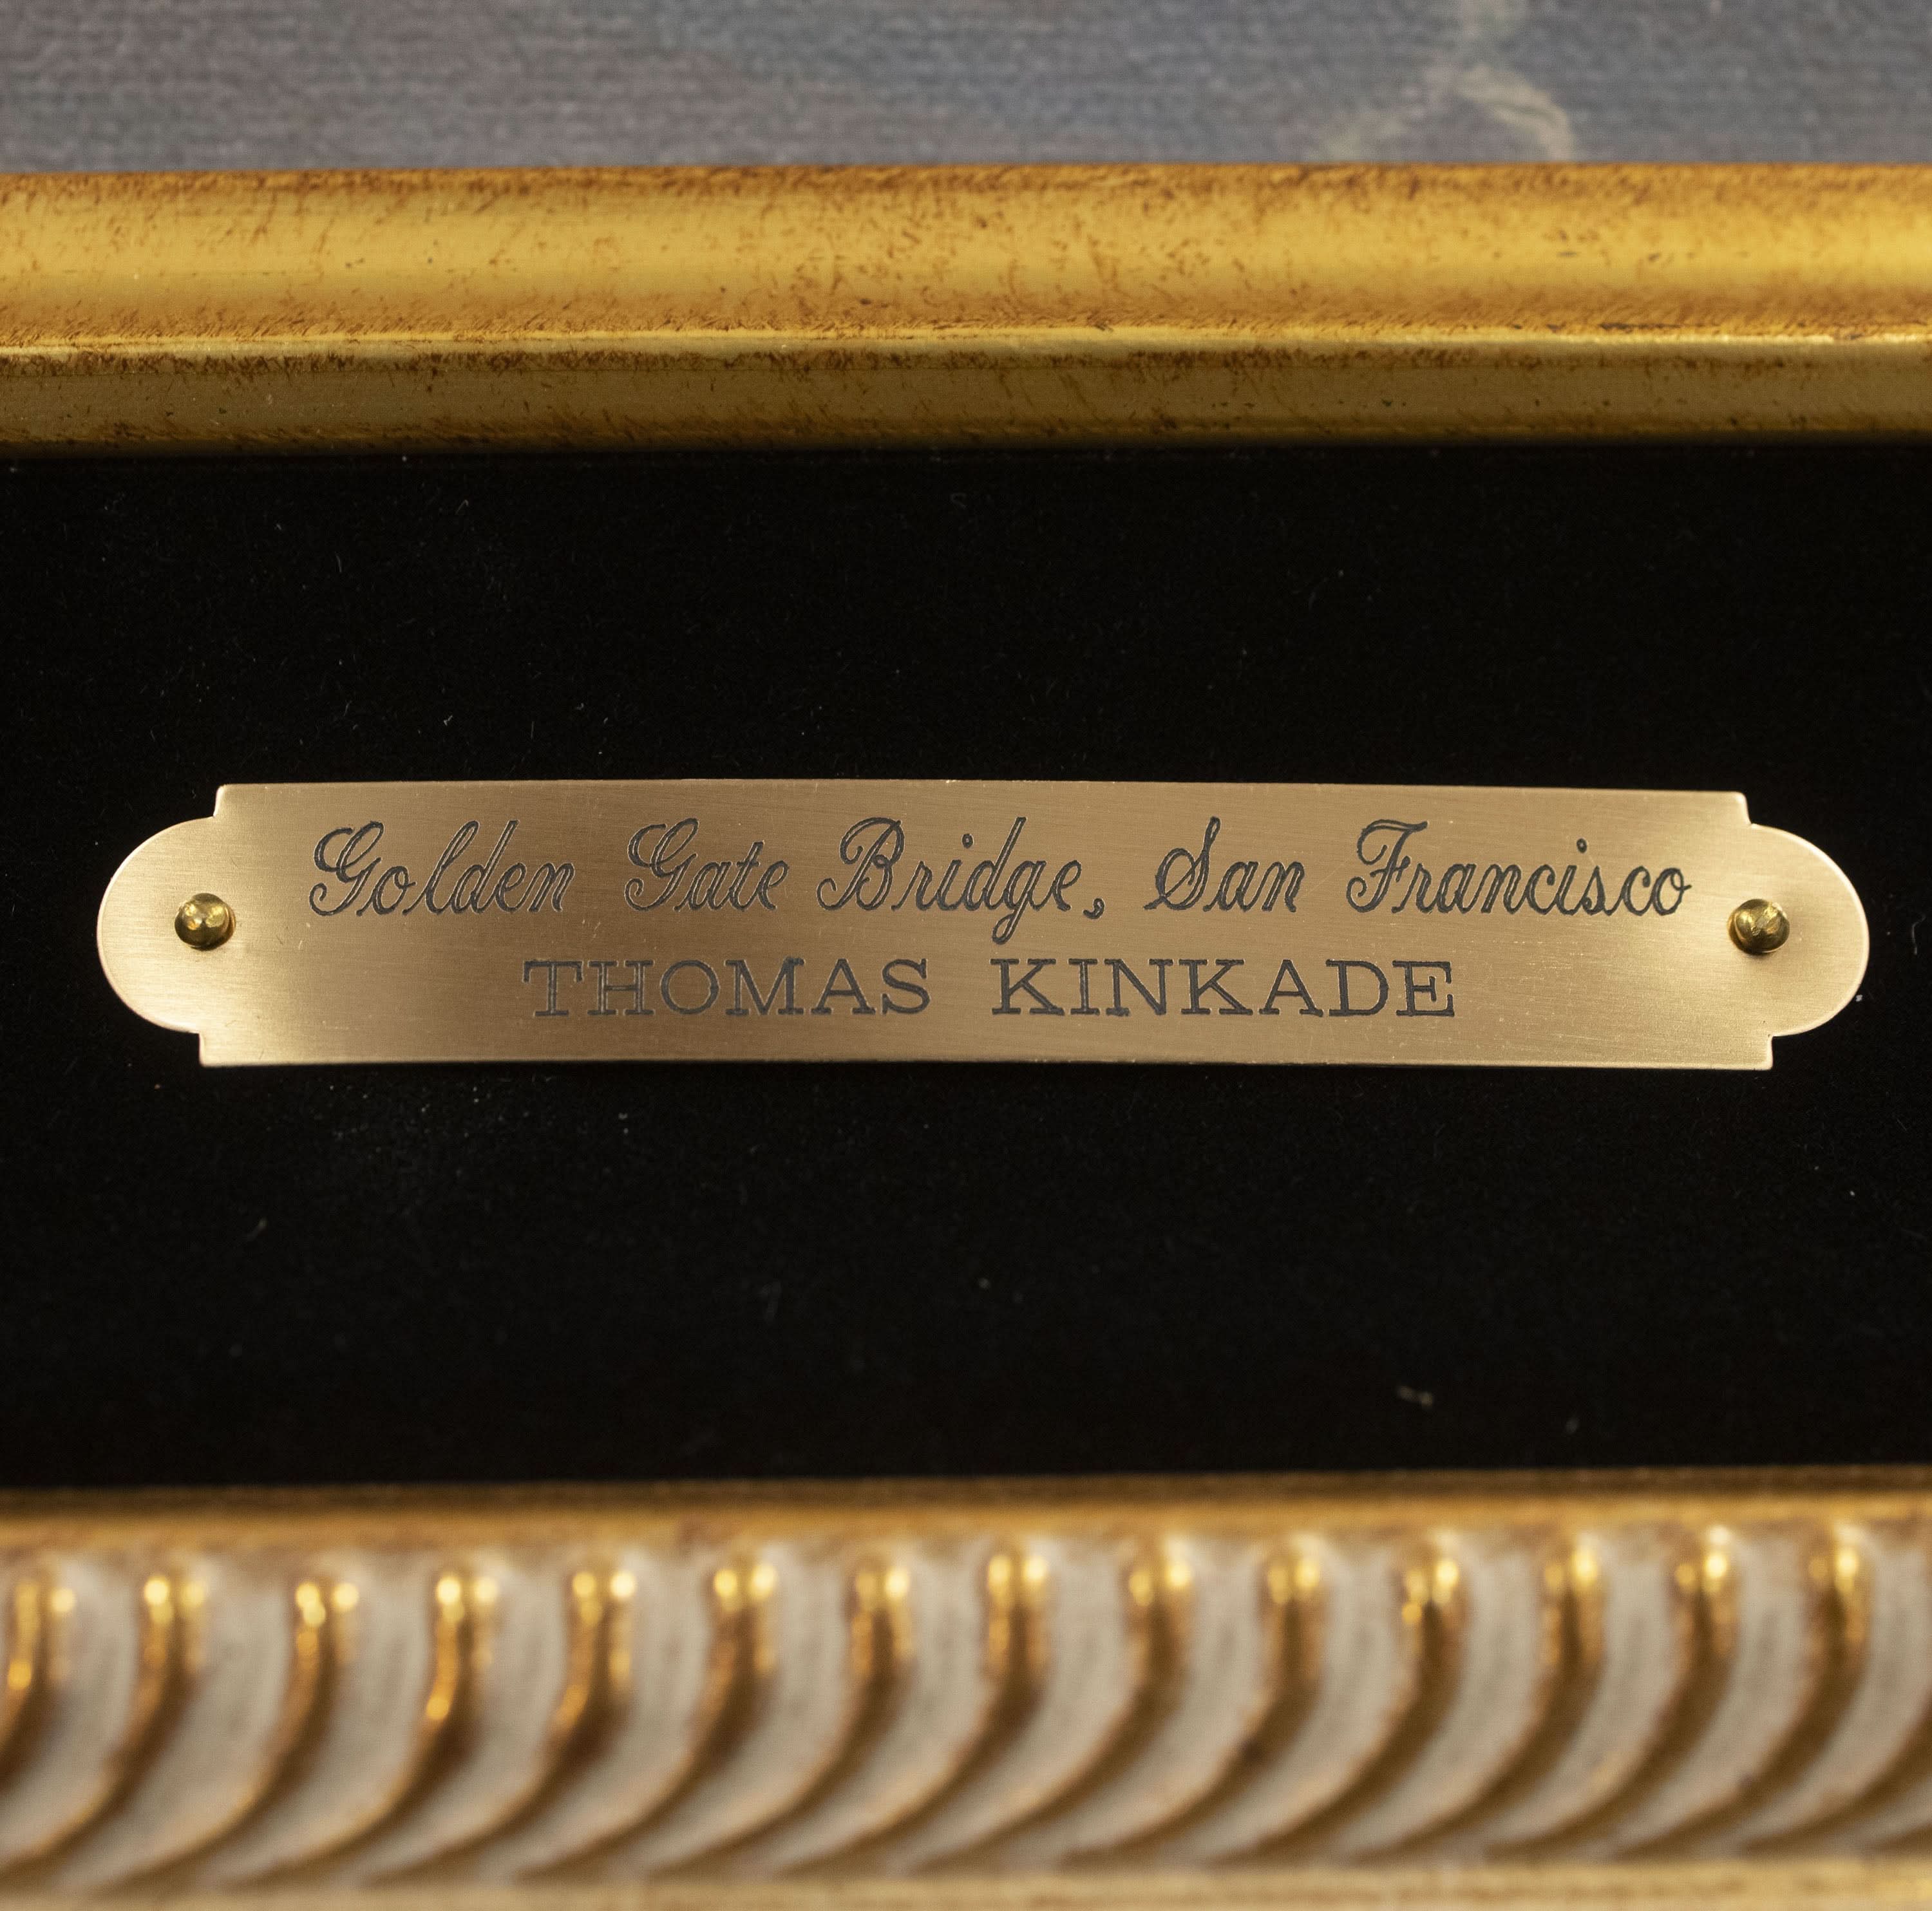 Golden Gate Bridge, San Francisco
THOMAS KINKADE